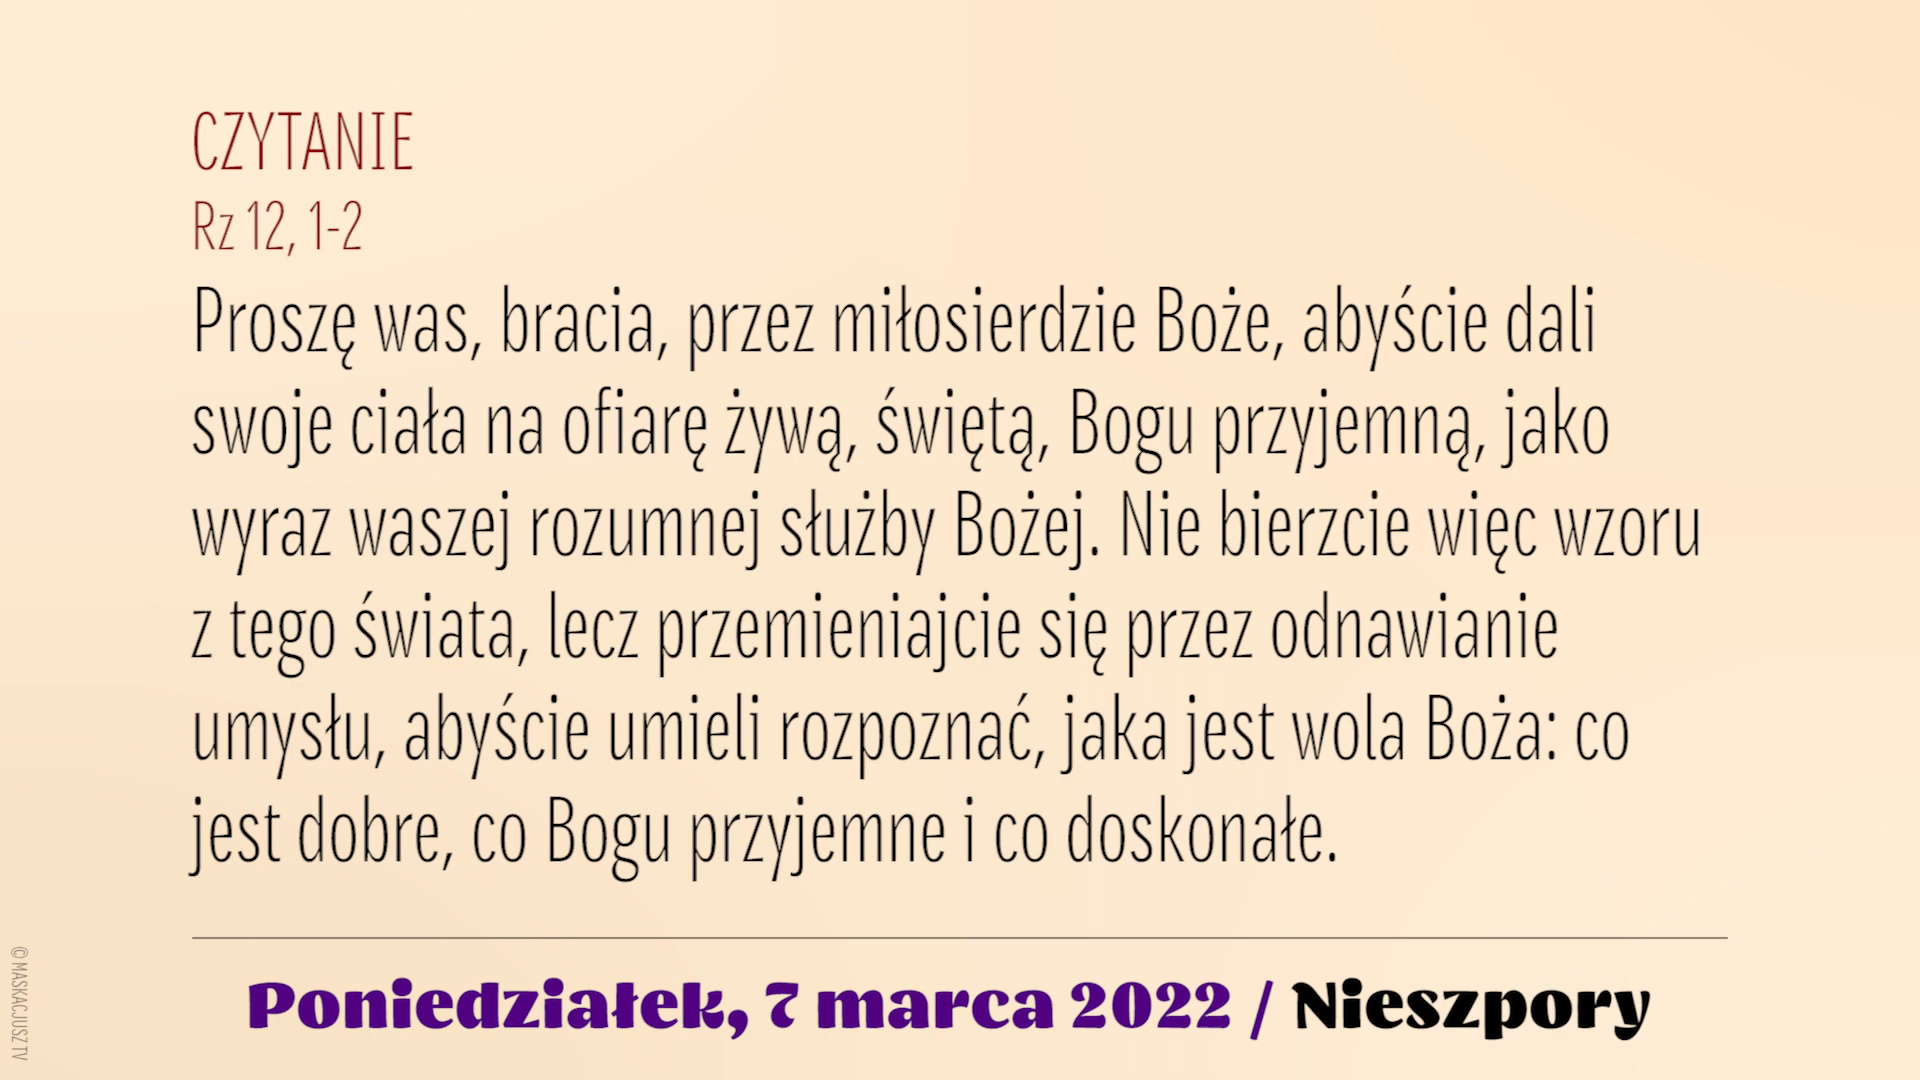 CZYTANIE
Rz 12, 1-2
Proszę was, bracia, przez miłosierdzie Boże, abyście dali
swoje ciała na ofiarę żywą, świętą, Bogu przyjemną, jako
wyraz waszej rozumnej służby Bożej. Nie bierzcie więc wzoru
z tego świata, lecz przemieniajcie się przez odnawianie
umysłu, abyście umieli rozpoznać, jaka jest wola Boża: co
jest dobre, co Bogu przyjemne i co doskonałe.
Poniedziałek, 7 marca 2022 / Nieszpory
© MASKACJUSZ TV